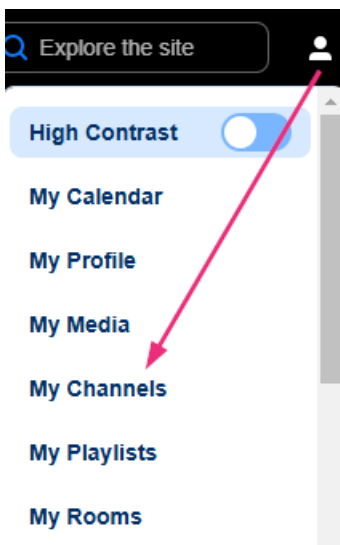 Explore the site
High Contrast
My Calendar
My Profile
My Media
My Channels
My Playlists
My Rooms